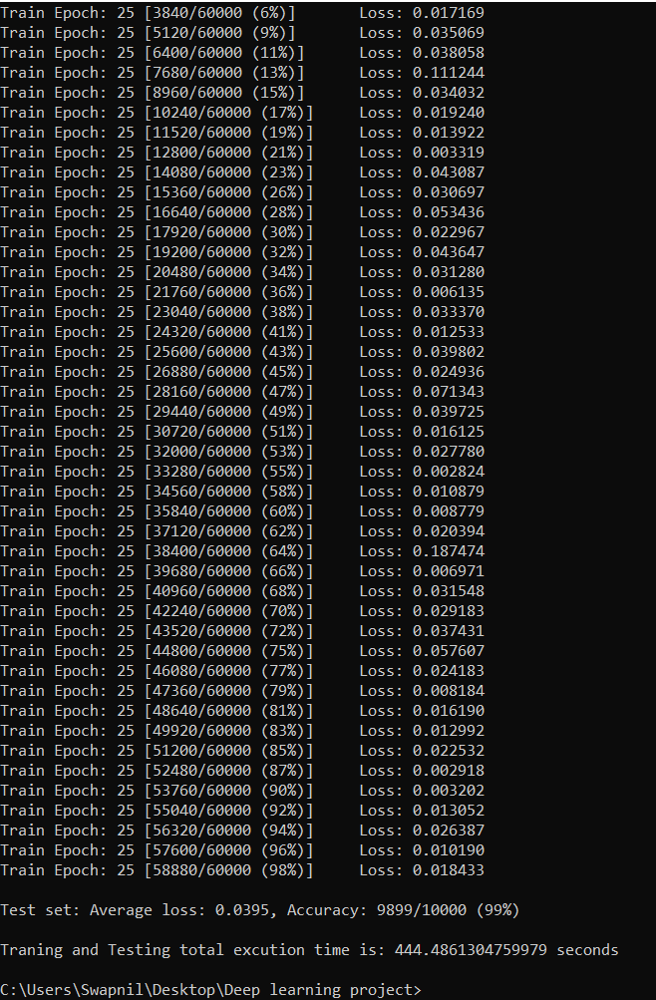 Train Epoch: 25 [3840/60000 (6%)]       Loss: 0.017169
Train Epoch: 25 [5120/60000 (9%)]       Loss: 0.035069
Train Epoch: 25 [6400/60000 (11%)]      Loss: 0.038058
Train Epoch: 25 [7680/60000 (13%)]      Loss: 0.111244
Train Epoch: 25 [8960/60000 (15%)]      Loss: 0.034032
Train Epoch: 25 [10240/60000 (17%)]     Loss: 0.019240
Train Epoch: 25 [11520/60000 (19%)]     Loss: 0.013922
Train Epoch: 25 [12800/60000 (21%)]     Loss: 0.003319
Train Epoch: 25 [14080/60000 (23%)]     Loss: 0.043087
Train Epoch: 25 [15360/60000 (26%)]     Loss: 0.030697
Train Epoch: 25 [16640/60000 (28%)]     Loss: 0.053436
Train Epoch: 25 [17920/60000 (30%)]     Loss: 0.022967
Train Epoch: 25 [19200/60000 (32%)]     Loss: 0.043647
Train Epoch: 25 [20480/60000 (34%)]     Loss: 0.031280
Train Epoch: 25 [21760/60000 (36%)]     Loss: 0.006135
Train Epoch: 25 [23040/60000 (38%)]     Loss: 0.033370
Train Epoch: 25 [24320/60000 (41%)]     Loss: 0.012533
Train Epoch: 25 [25600/60000 (43%)]     Loss: 0.039802
Train Epoch: 25 [26880/60000 (45%)]     Loss: 0.024936
Train Epoch: 25 [28160/60000 (47%)]     Loss: 0.071343
Train Epoch: 25 [29440/60000 (49%)]     Loss: 0.039725
Train Epoch: 25 [30720/60000 (51%)]     Loss: 0.016125
Train Epoch: 25 [32000/60000 (53%)]     Loss: 0.027780
Train Epoch: 25 [33280/60000 (55%)]     Loss: 0.002824
Train Epoch: 25 [34560/60000 (58%)]     Loss: 0.010879
Train Epoch: 25 [35840/60000 (60%)]     Loss: 0.008779
Train Epoch: 25 [37120/60000 (62%)]     Loss: 0.020394
Train Epoch: 25 [38400/60000 (64%)]     Loss: 0.187474
Train Epoch: 25 [39680/60000 (66%)]     Loss: 0.006971
Train Epoch: 25 [40960/60000 (68%)]     Loss: 0.031548
Train Epoch: 25 [42240/60000 (70%)]     Loss: 0.029183
Train Epoch: 25 [43520/60000 (72%)]     Loss: 0.037431
Train Epoch: 25 [44800/60000 (75%)]     Loss: 0.057607
Train Epoch: 25 [46080/60000 (77%)]     Loss: 0.024183
Train Epoch: 25 [47360/60000 (79%)]     Loss: 0.008184
Train Epoch: 25 [48640/60000 (81%)]     Loss: 0.016190
Train Epoch: 25 [49920/60000 (83%)]     Loss: 0.012992
Train Epoch: 25 [51200/60000 (85%)]     Loss: 0.022532
Train Epoch: 25 [52480/60000 (87%)]     Loss: 0.002918
Train Epoch: 25 [53760/60000 (90%)]     Loss: 0.003202
Train Epoch: 25 [55040/60000 (92%)]     Loss: 0.013052
Train Epoch: 25 [56320/60000 (94%)]     Loss: 0.026387
Train Epoch: 25 [57600/60000 (96%)]     Loss: 0.010190
Train Epoch: 25 [58880/60000 (98%)]     Loss: 0.018433

Test set: Average loss: 0.0395, Accuracy: 9899/10000 (99%)

Traning and Testing total excution time is: 444.4861304759979 seconds

C:\Users\Swapnil\Desktop\Deep learning project>